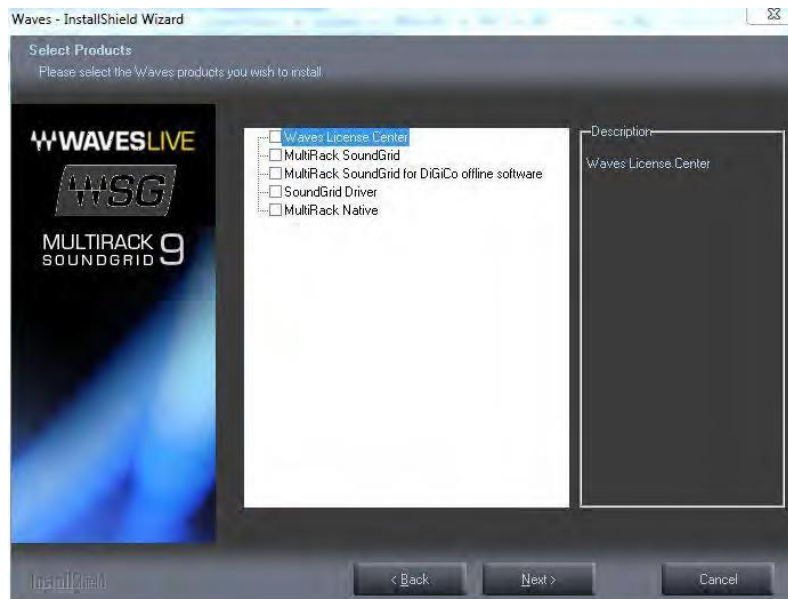 Waves - InstallShield Wizard
Select Products
Please select the Waves products you wish to install
WAVESLIVE
WSG
MULTIRACK 9
SOUNDGRID
Waves License Center
MultiRack SoundGrid
MultiRack SoundGrid for DiGiCo offline software
SoundGrid Driver
MultiRack Native
Description
Waves License Center
InstallShield
< Back
Next >
Cancel